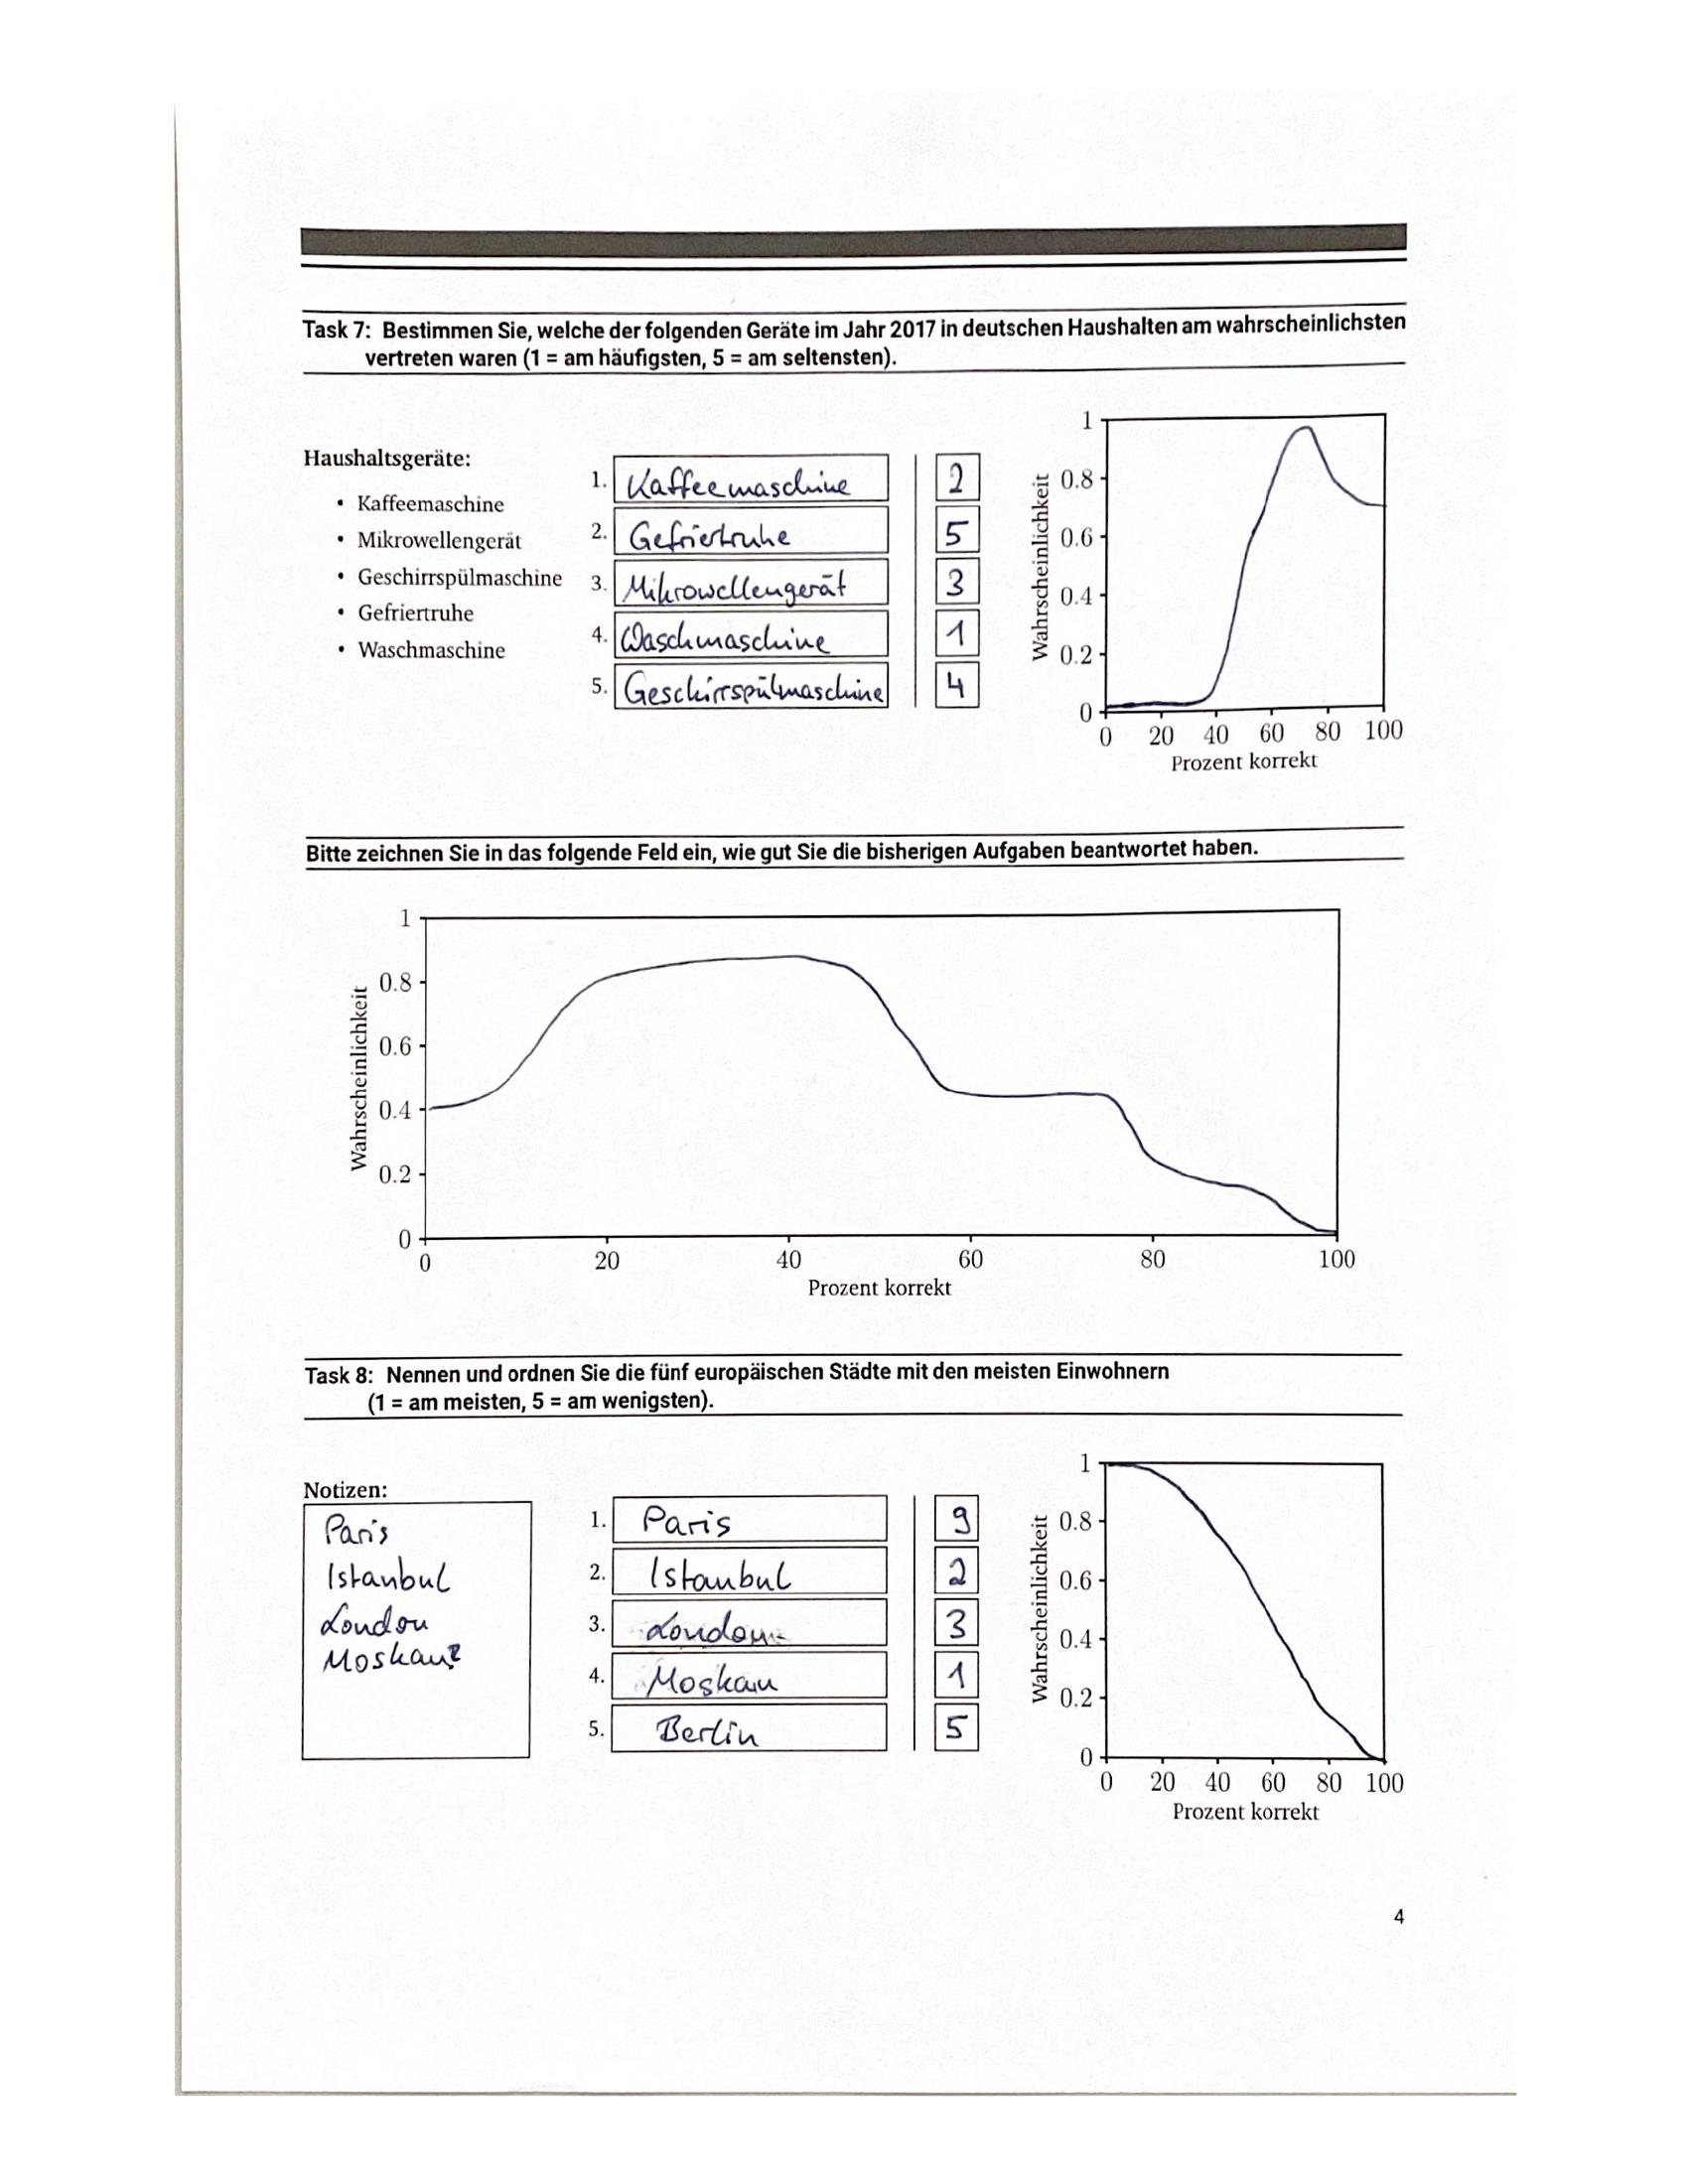 Task 7: Bestimmen Sie, welche der folgenden Geräte im Jahr 2017 in deutschen Haushalten am wahrscheinlichsten
vertreten waren (1 = am häufigsten, 5 = am seltensten).
Haushaltsgeräte:
• Kaffeemaschine
• Mikrowellengerät
• Geschirrspülmaschine
• Gefriertruhe
• Waschmaschine
1. Kaffeemaschine 2
2. Gefriertruhe 5
3. Mikrowellengerät 3
4. Waschmaschine 1
5. Geschirrspülmaschine 4
Wahrscheinlichkeit
1
0.8
0.6
0.4
0.2
0
0 20 40 60 80 100
Prozent korrekt
Bitte zeichnen Sie in das folgende Feld ein, wie gut Sie die bisherigen Aufgaben beantwortet haben.
Wahrscheinlichkeit
1
0.8
0.6
0.4
0.2
0
0 20 40 60 80 100
Prozent korrekt
Task 8: Nennen und ordnen Sie die fünf europäischen Städte mit den meisten Einwohnern
(1 = am meisten, 5 = am wenigsten).
Notizen:
Paris
Istanbul
London
Moskau?
1. Paris 9
2. Istanbul 2
3. London 3
4. Moskau 1
5. Berlin 5
Wahrscheinlichkeit
1
0.8
0.6
0.4
0.2
0
0 20 40 60 80 100
Prozent korrekt
4